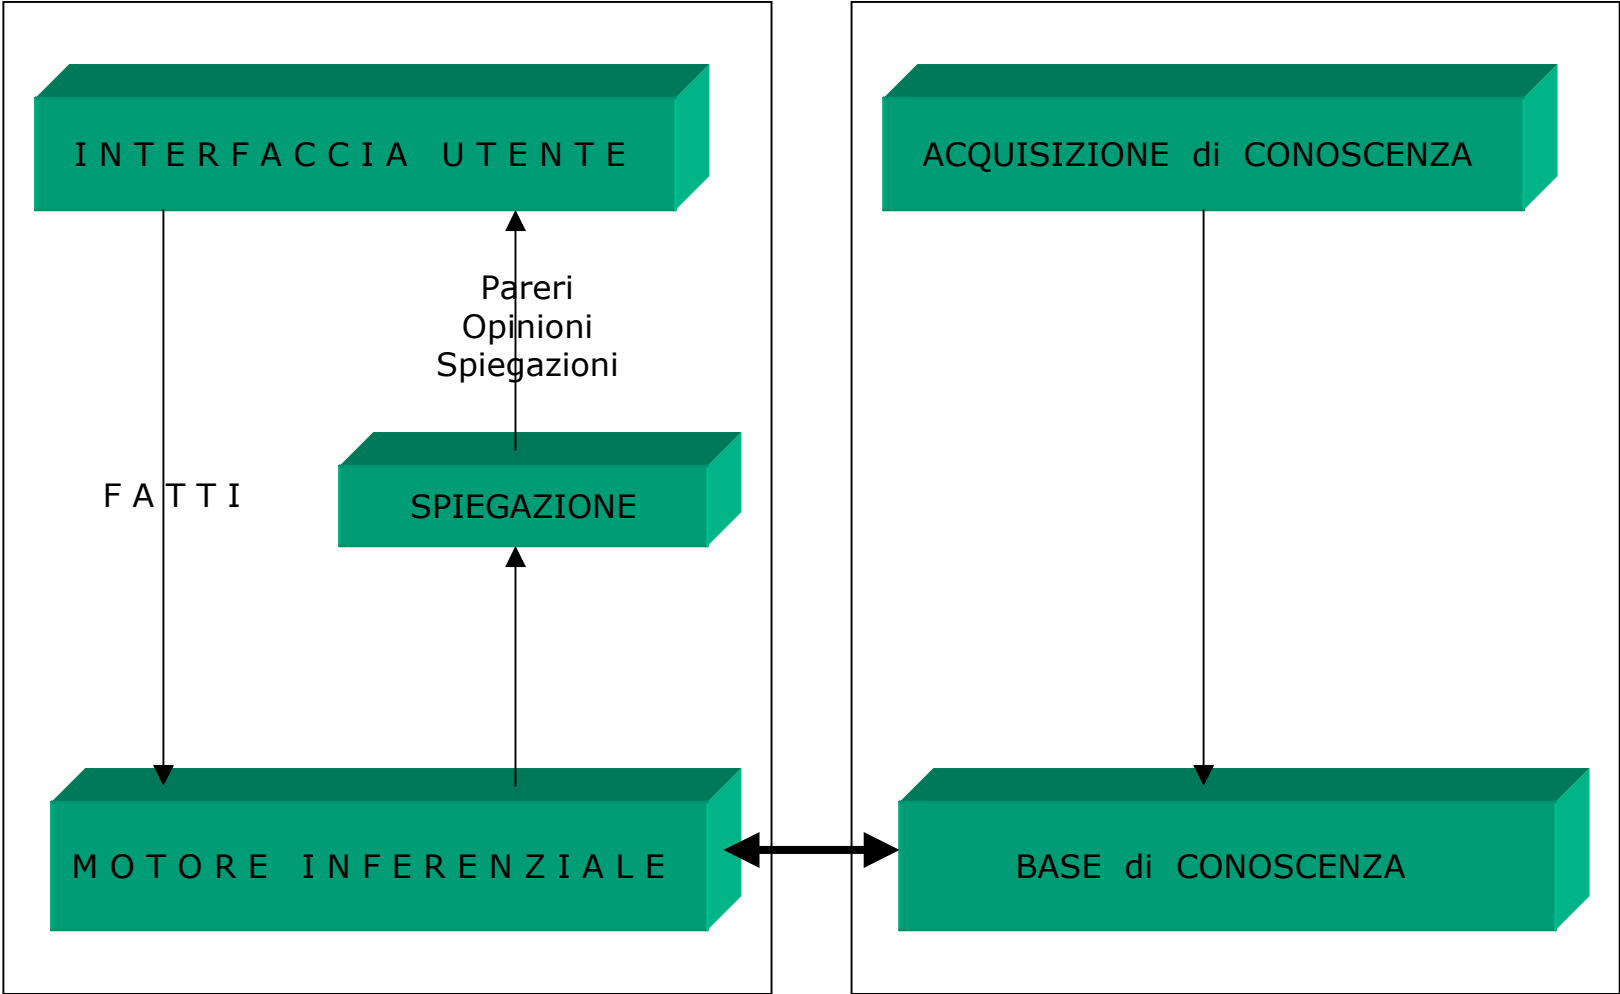 INTERFACCIA UTENTE
ACQUISIZIONE di CONOSCENZA
Pareri
Opinioni
Spiegazioni
FATTI
SPIEGAZIONE
MOTORE INFERENZIALE
BASE di CONOSCENZA